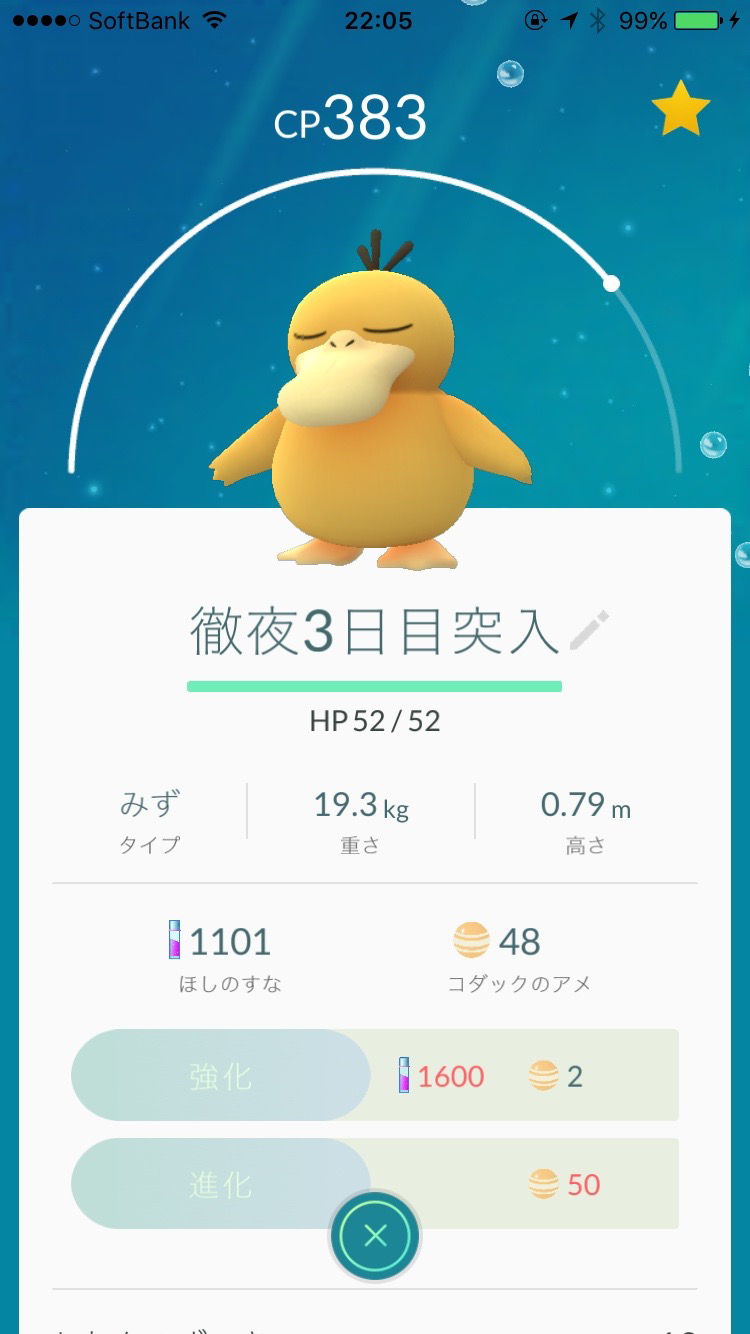 SoftBank 22:05 99%
CP383
徹夜3日目突入
HP 52 / 52
みず 19.3 kg 0.79 m
タイプ 重さ 高さ
1101 48
ほしのすな コダックのアメ
強化 1600 2
進化 50